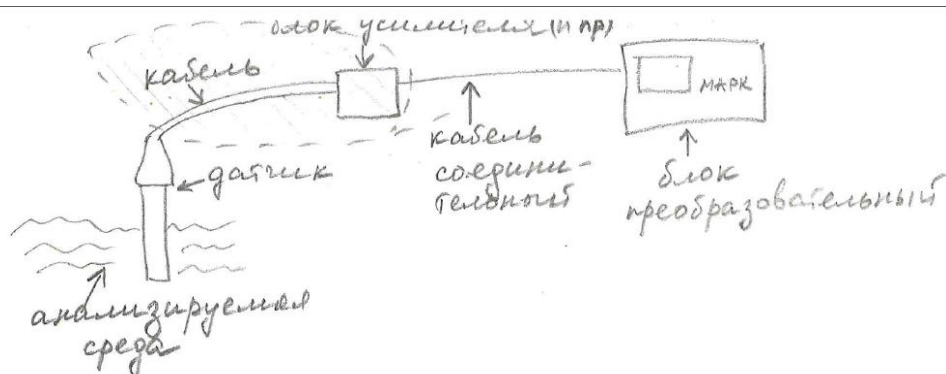 блок усилителя (п пр)
кабель
МАРК
датчик
кабель
соедини-
тельный
блок
преобразовательный
анализируемая
среда